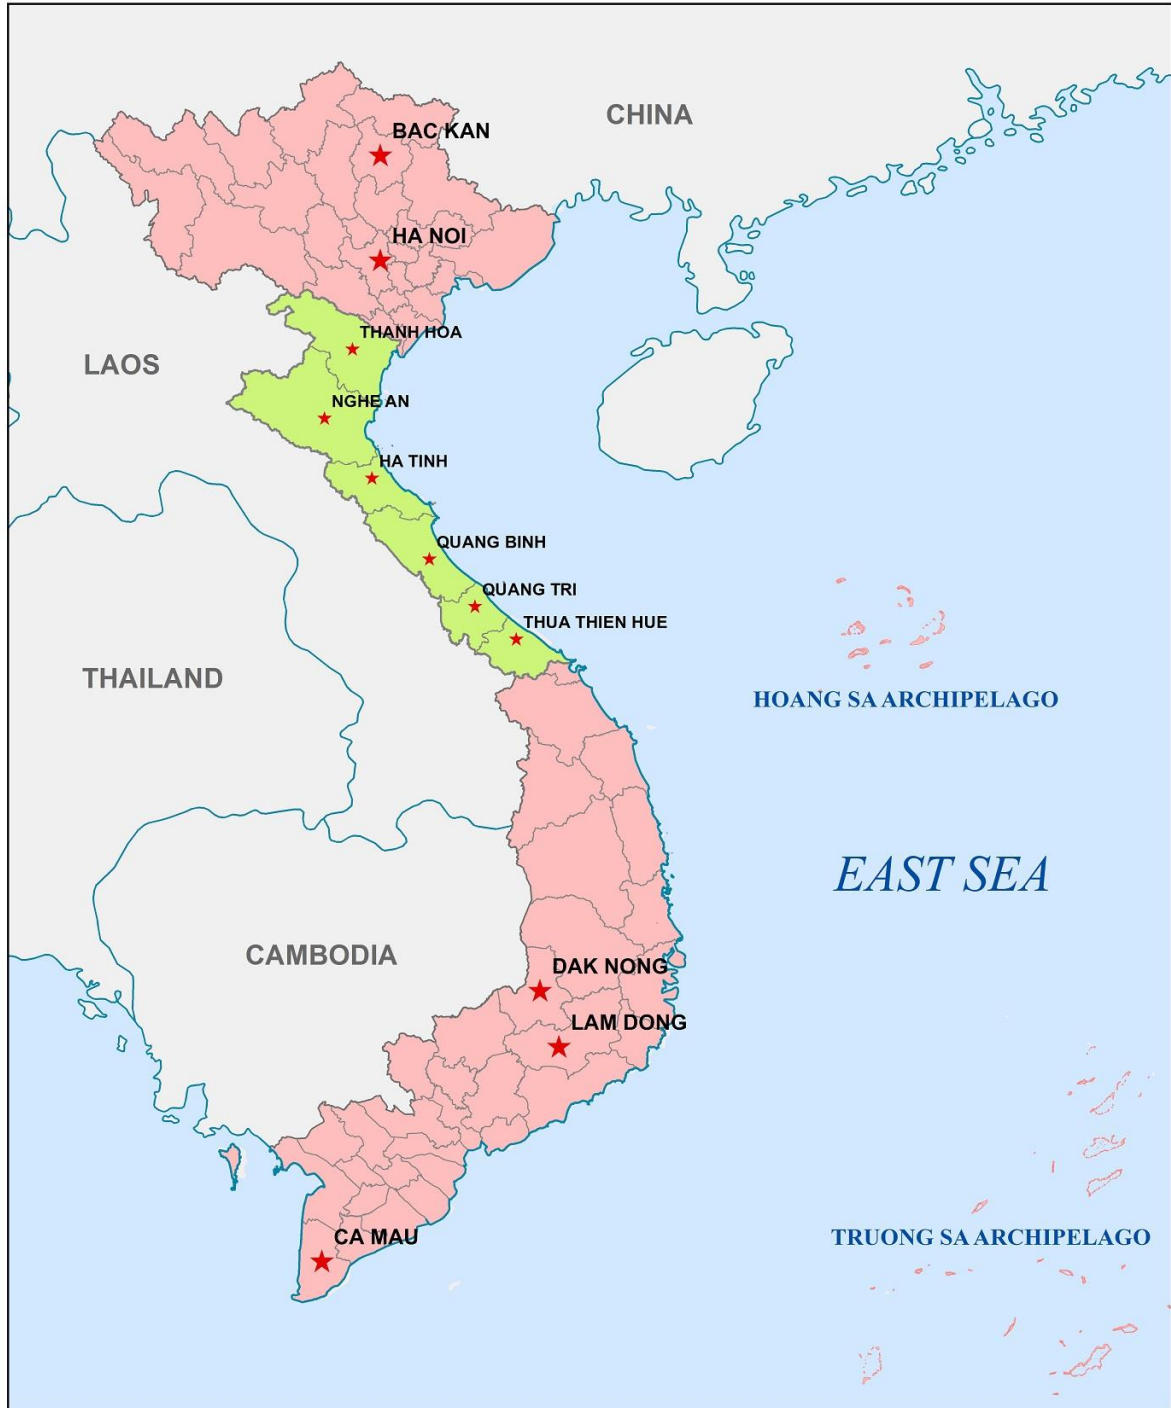 CHINA
BAC KAN
HA NOI
THANH HOA
LAOS
NGHE AN
HA TINH
QUANG BINH
QUANG TRI
THUA THIEN HUE
THAILAND
HOANG SA ARCHIPELAGO
EAST SEA
CAMBODIA
DAK NONG
LAM DONG
CA MAU
TRUONG SA ARCHIPELAGO